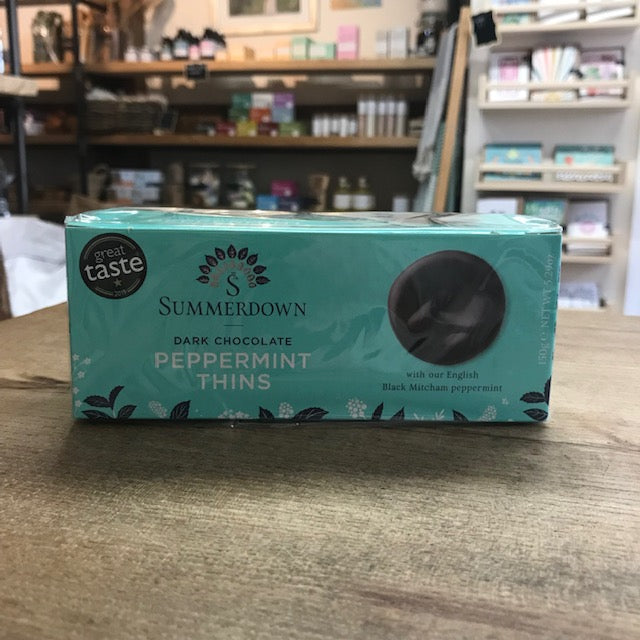 great
taste
S
SUMMERDOWN
DARK CHOCOLATE
PEPPERMINT
THINS
with our English
Black Mitcham peppermint